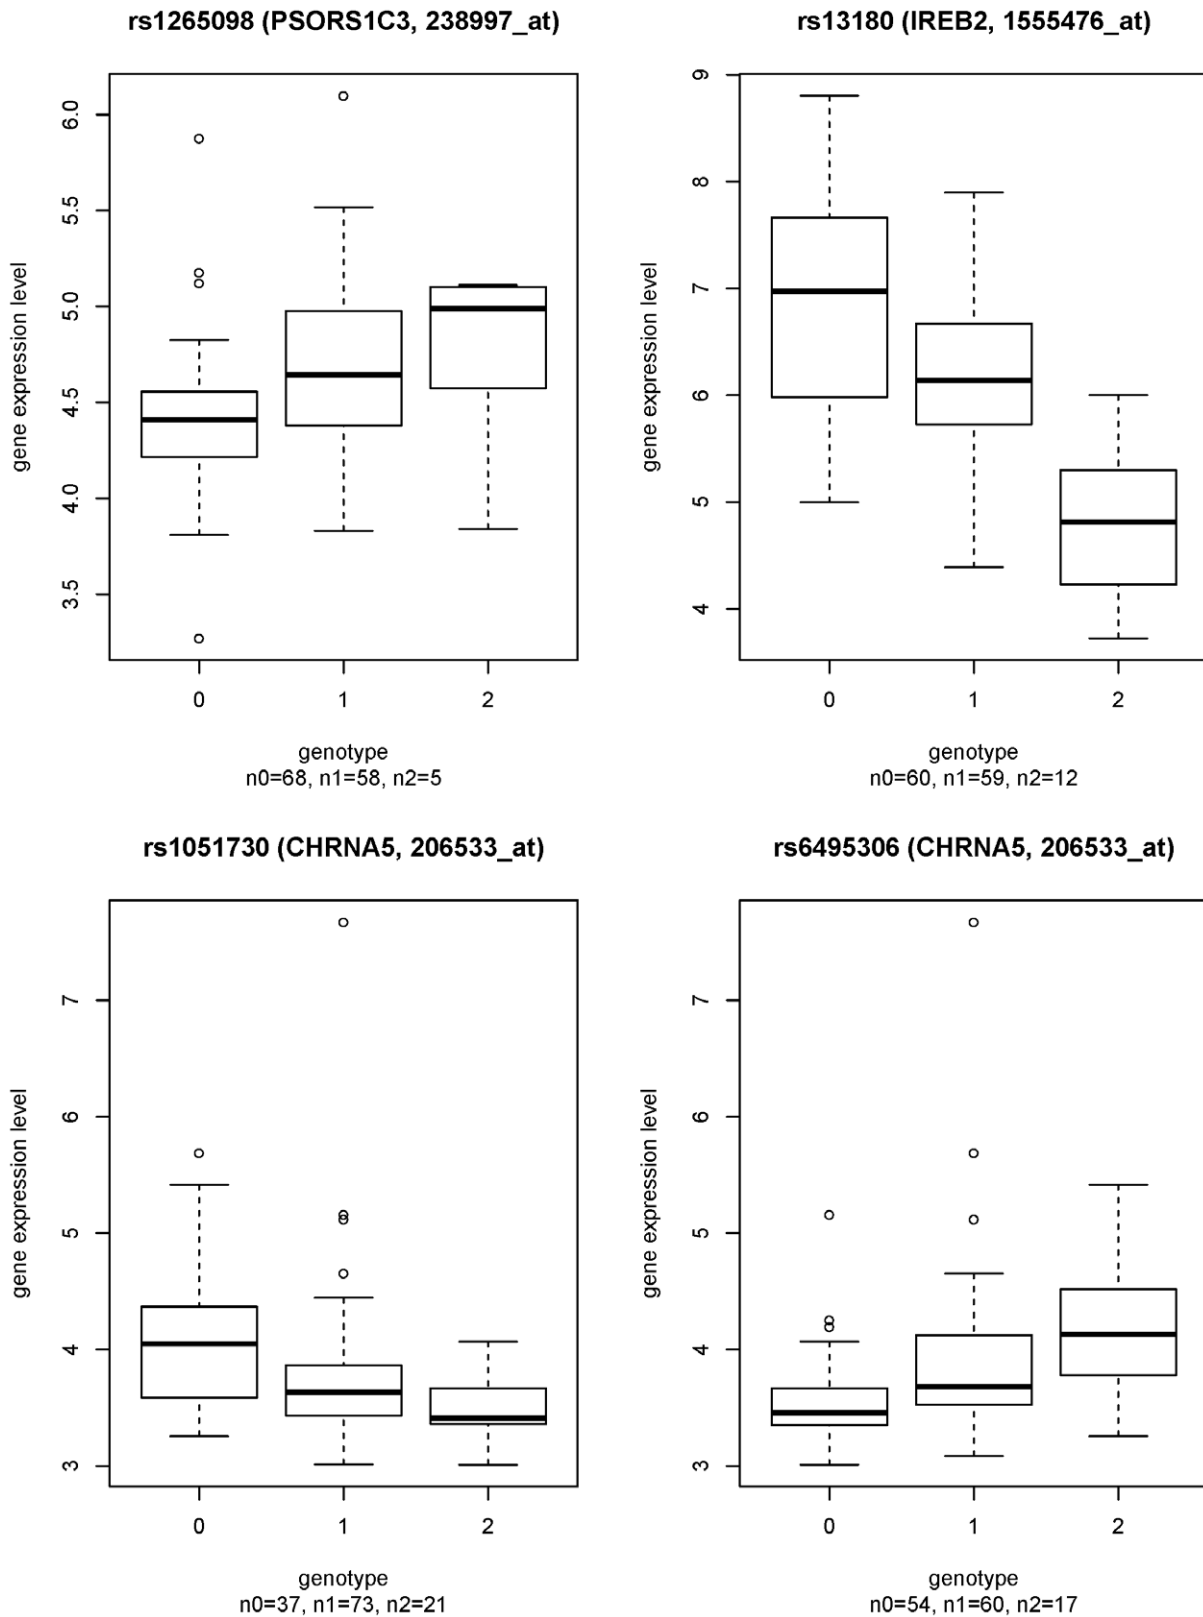 rs1265098 (PSORS1C3, 238997_at)
gene expression level
6.0
5.5
5.0
4.5
4.0
3.5
0 1 2
genotype
n0=68, n1=58, n2=5
rs13180 (IREB2, 1555476_at)
gene expression level
9
8
7
6
5
4
0 1 2
genotype
n0=60, n1=59, n2=12
rs1051730 (CHRNA5, 206533_at)
gene expression level
7
6
5
4
3
0 1 2
genotype
n0=37, n1=73, n2=21
rs6495306 (CHRNA5, 206533_at)
gene expression level
7
6
5
4
3
0 1 2
genotype
n0=54, n1=60, n2=17